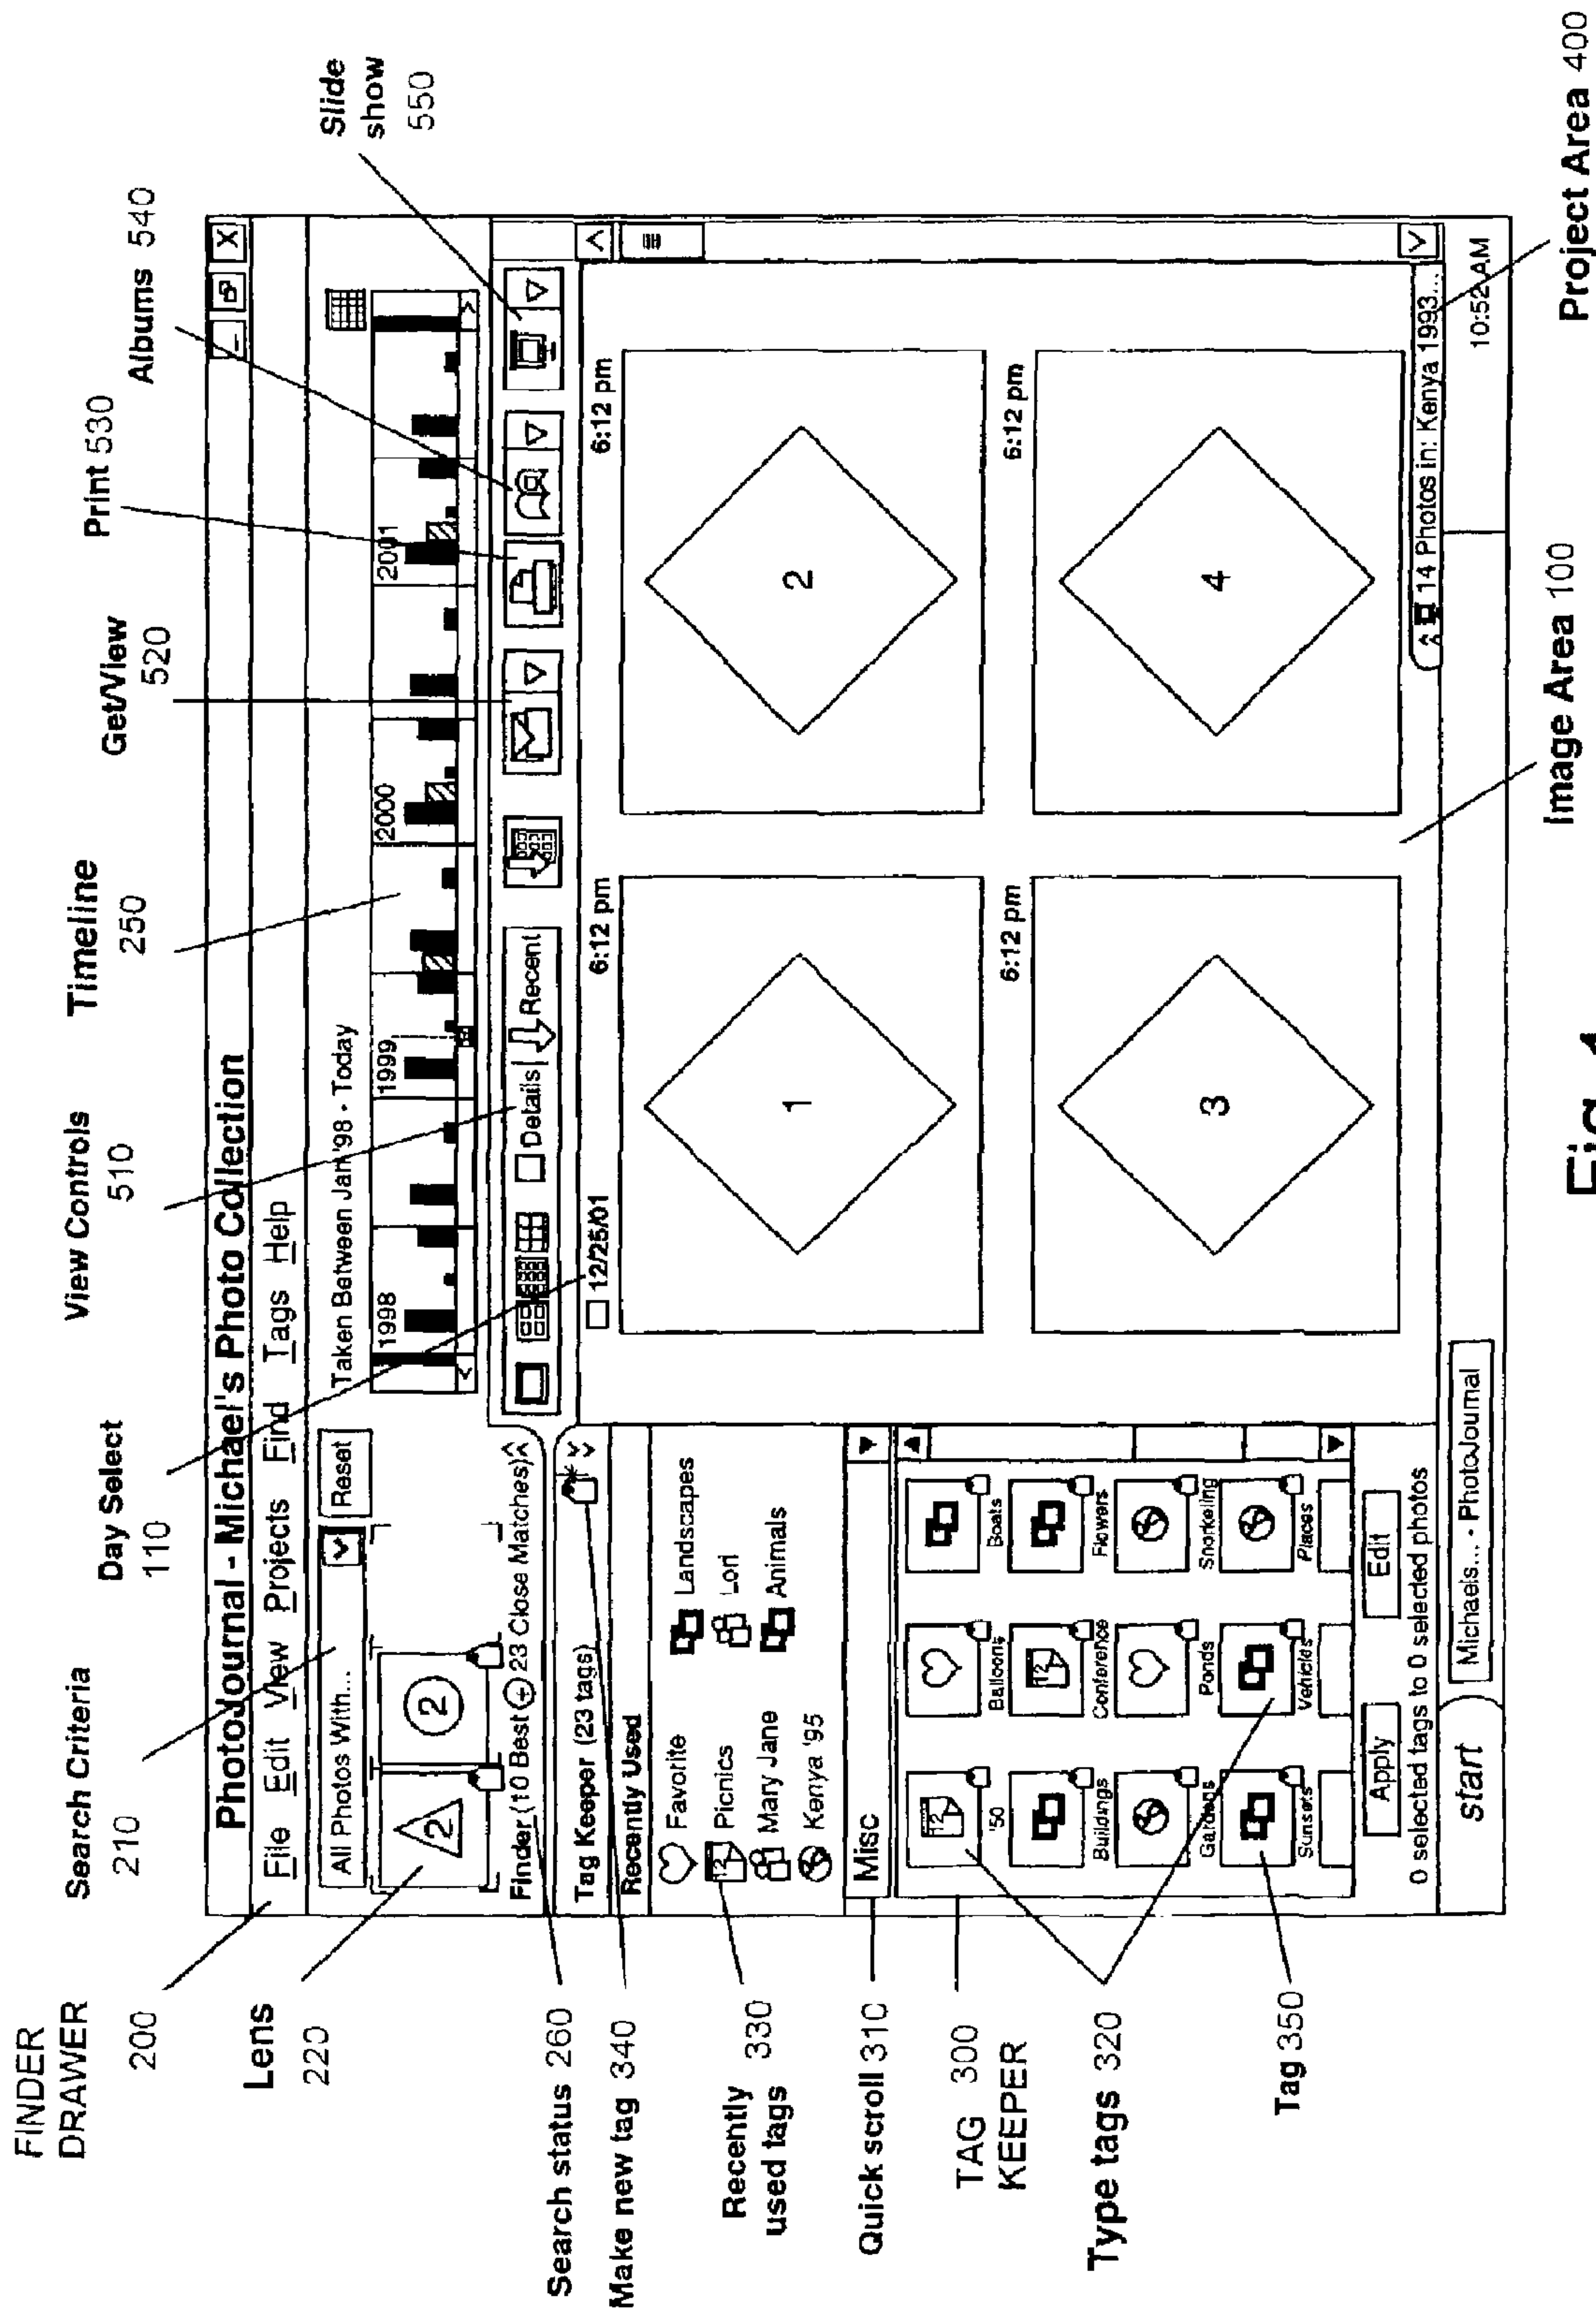 FINDER
DRAWER
200
Search Criteria
210
Day Select
110
View Controls
510
Timeline
250
Get/View
520
Print 530
Albums 540
Slide
show
550
Lens
220
PhotoJournal - Michael's Photo Collection
File Edit View Projects Find Tags Help
All Photos With...
Reset
Taken Between Jan '98 - Today
1998
1999
2000
2001
2
2
Finder (10 Best 23 Close Matches)
Details
Recent
Search status 260
Make new tag 340
Recently 330
used tags
Quick scroll 310
TAG 300
KEEPER
Type tags 320
Tag 350
Tag Keeper (23 tags)
Recently Used
Favorite
Landscapes
12
Picnics
Lori
Mary Jane
Animals
Kenya '95
Misc
12
'50
Balloons
Boats
Buildings
12
Conference
Flowers
Gardens
Ponds
Snorkeling
Sunsets
Vehicles
Places
Apply
Edit
0 selected tags to 0 selected photos
12/25/01
6:12 pm
6:12 pm
1
2
6:12 pm
6:12 pm
3
4
14 Photos in: Kenya 1993...
start
Michaels... - PhotoJournal
10:52 AM
Image Area 100
Project Area 400
Fig. 1